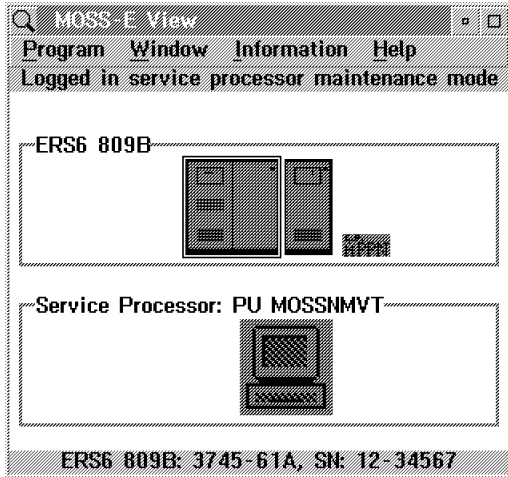 MOSS-E View
Program Window Information Help
Logged in service processor maintenance mode
ERS6 809B
Service Processor: PU MOSSNMVT
ERS6 809B: 3745-61A, SN: 12-34567